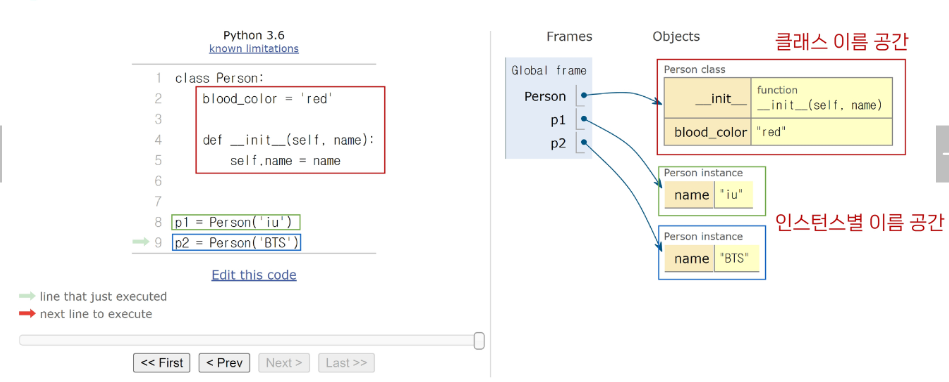 Python 3.6
known limitations
1 class Person:
2 blood_color = 'red'
3
4 def __init__(self, name):
5 self.name = name
6
7
8 p1 = Person('iu')
9 p2 = Person('BTS')
Edit this code
line that just executed
next line to execute
<< First < Prev Next > Last >>
Frames Objects
클래스 이름 공간
Global frame
Person
p1
p2
Person class
__init__ function
__init__(self, name)
blood_color "red"
Person instance
name "iu"
인스턴스별 이름 공간
Person instance
name "BTS"